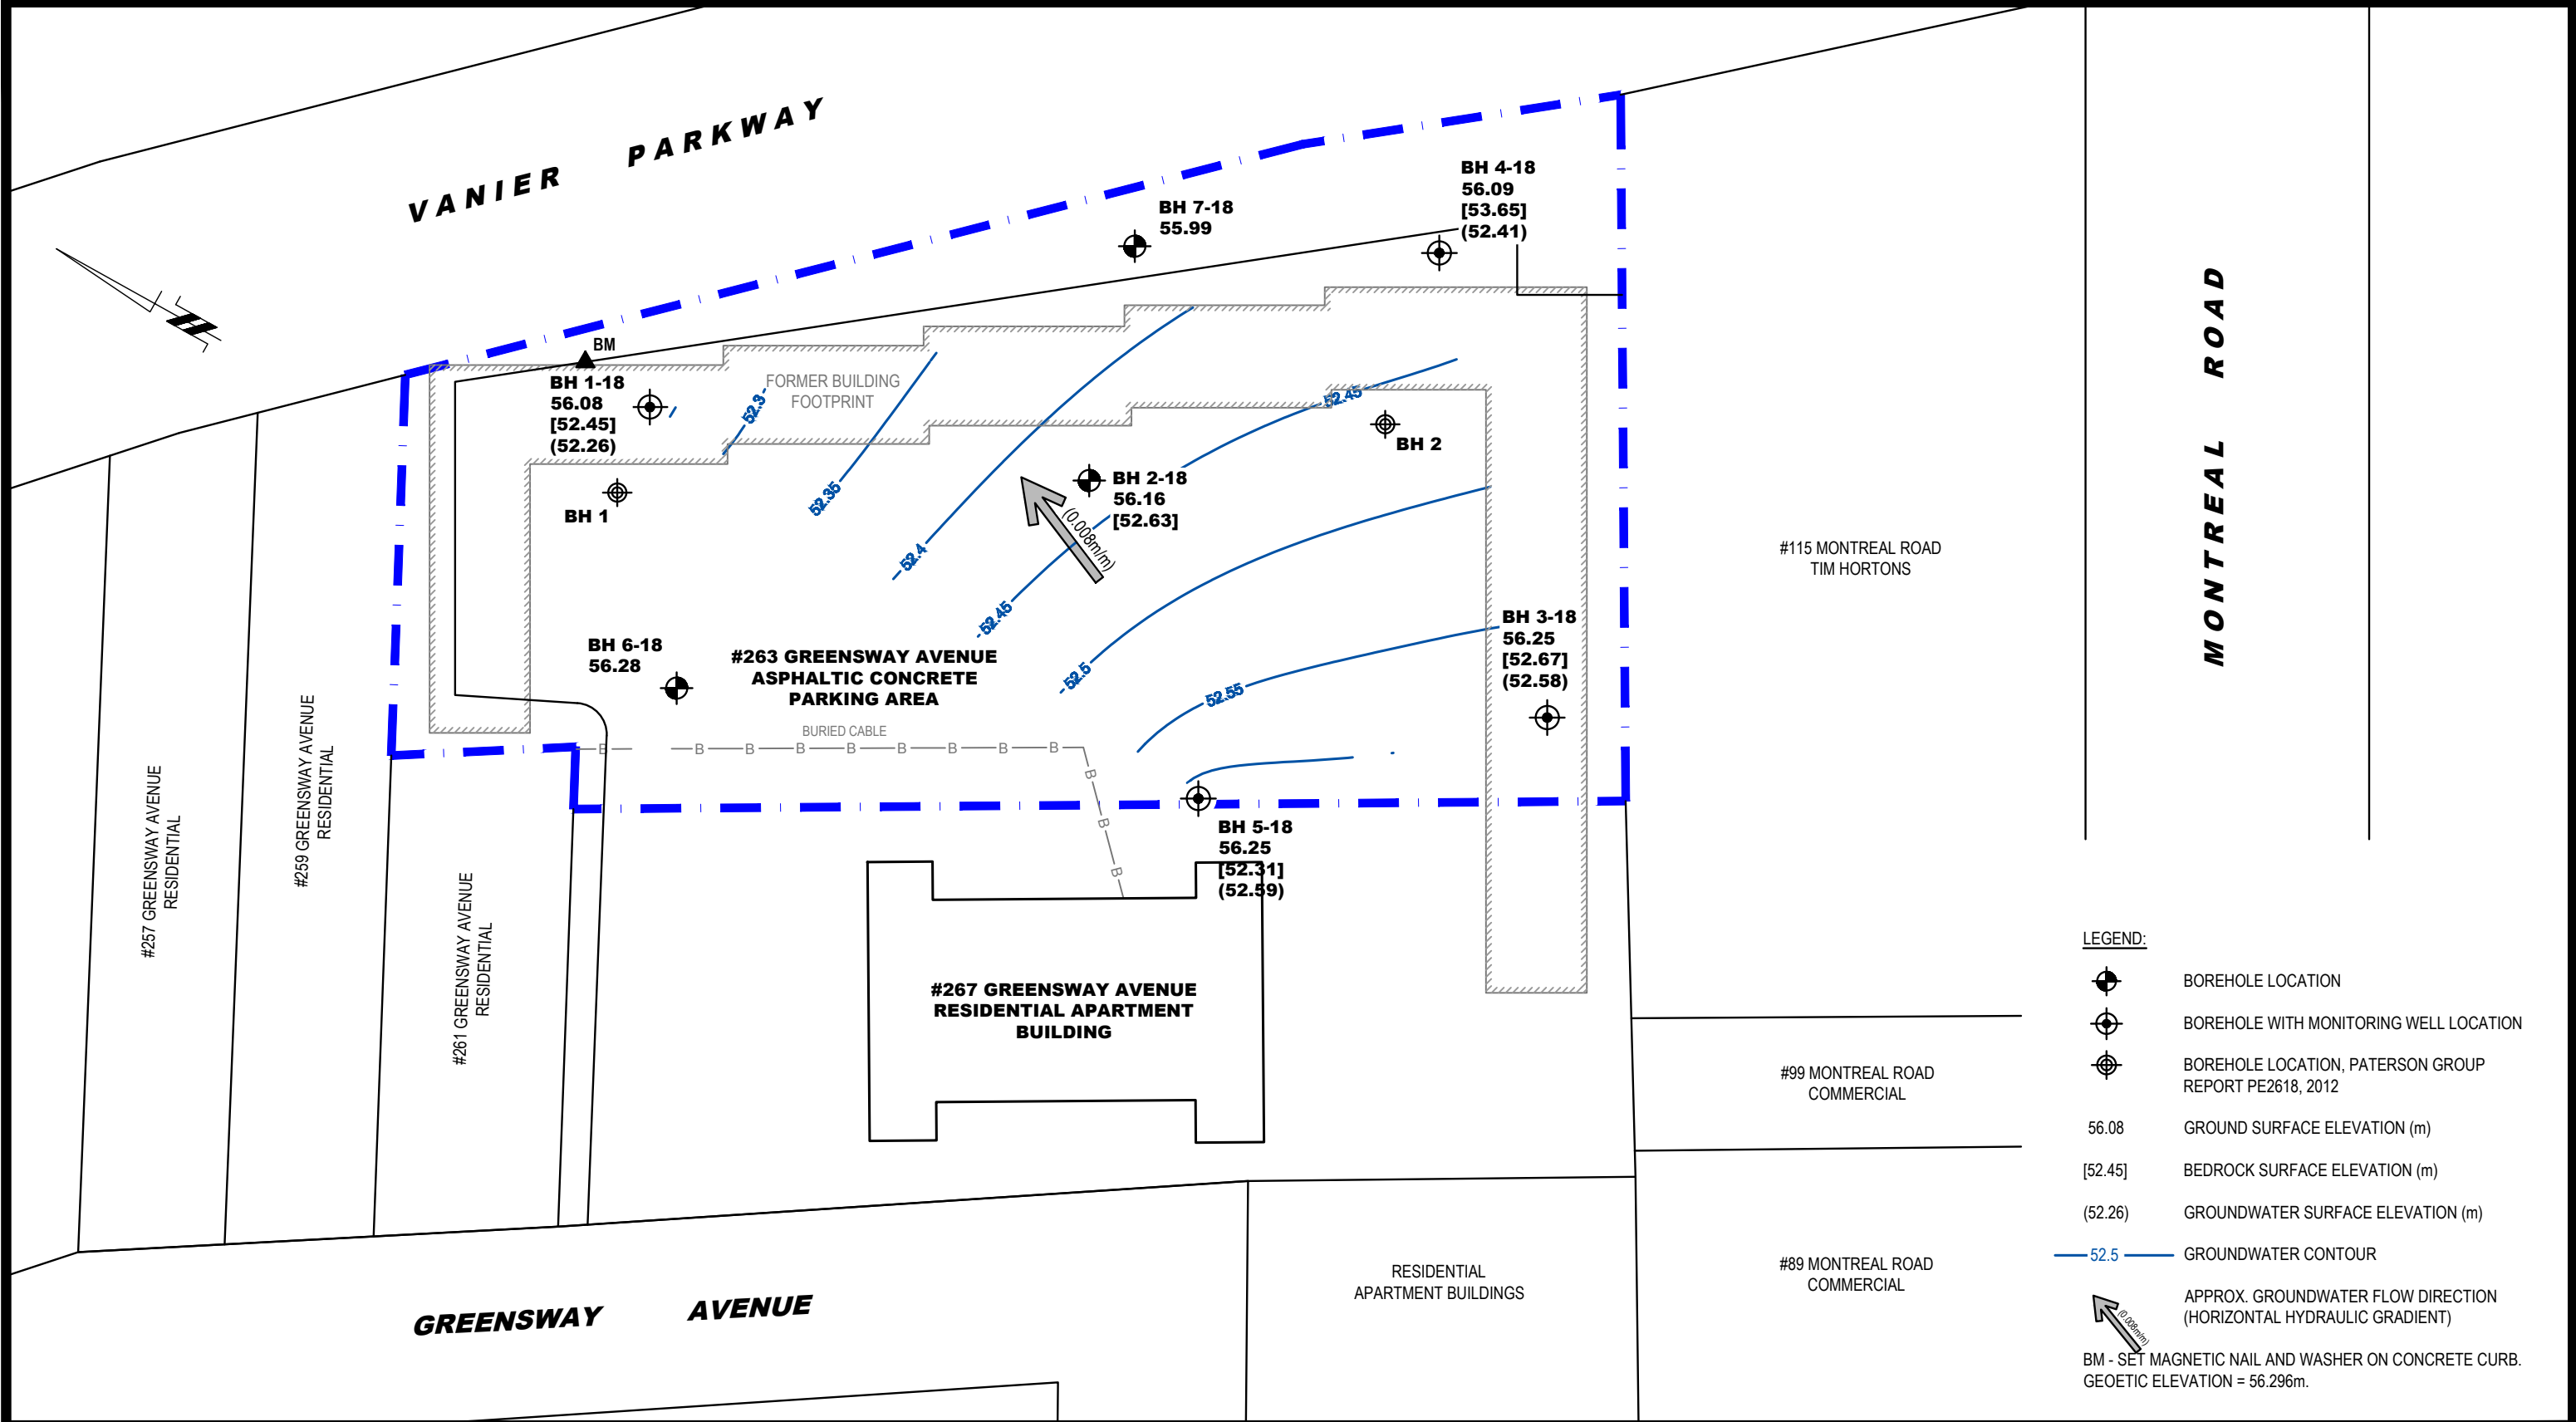 VANIER PARKWAY
BH 4-18
56.09
[53.65]
(52.41)
BH 7-18
55.99
BM
BH 1-18
56.08
[52.45]
(52.26)
FORMER BUILDING
FOOTPRINT
52.3
52.35
52.4
52.45
52.45
52.5
52.55
BH 1
BH 2
BH 2-18
56.16
[52.63]
(0.008m/m)
BH 3-18
56.25
[52.67]
(52.58)
BH 6-18
56.28
#263 GREENSWAY AVENUE
ASPHALTIC CONCRETE
PARKING AREA
BURIED CABLE
B B B B B B B B B
B
B
B
BH 5-18
56.25
[52.31]
(52.59)
#267 GREENSWAY AVENUE
RESIDENTIAL APARTMENT
BUILDING
#257 GREENSWAY AVENUE
RESIDENTIAL
#259 GREENSWAY AVENUE
RESIDENTIAL
#261 GREENSWAY AVENUE
RESIDENTIAL
GREENSWAY AVENUE
RESIDENTIAL
APARTMENT BUILDINGS
#115 MONTREAL ROAD
TIM HORTONS
MONTREAL ROAD
#99 MONTREAL ROAD
COMMERCIAL
#89 MONTREAL ROAD
COMMERCIAL
LEGEND:
BOREHOLE LOCATION
BOREHOLE WITH MONITORING WELL LOCATION
BOREHOLE LOCATION, PATERSON GROUP
REPORT PE2618, 2012
56.08 GROUND SURFACE ELEVATION (m)
[52.45] BEDROCK SURFACE ELEVATION (m)
(52.26) GROUNDWATER SURFACE ELEVATION (m)
52.5 GROUNDWATER CONTOUR
(0.008m/m) APPROX. GROUNDWATER FLOW DIRECTION
(HORIZONTAL HYDRAULIC GRADIENT)
BM - SET MAGNETIC NAIL AND WASHER ON CONCRETE CURB.
GEOETIC ELEVATION = 56.296m.